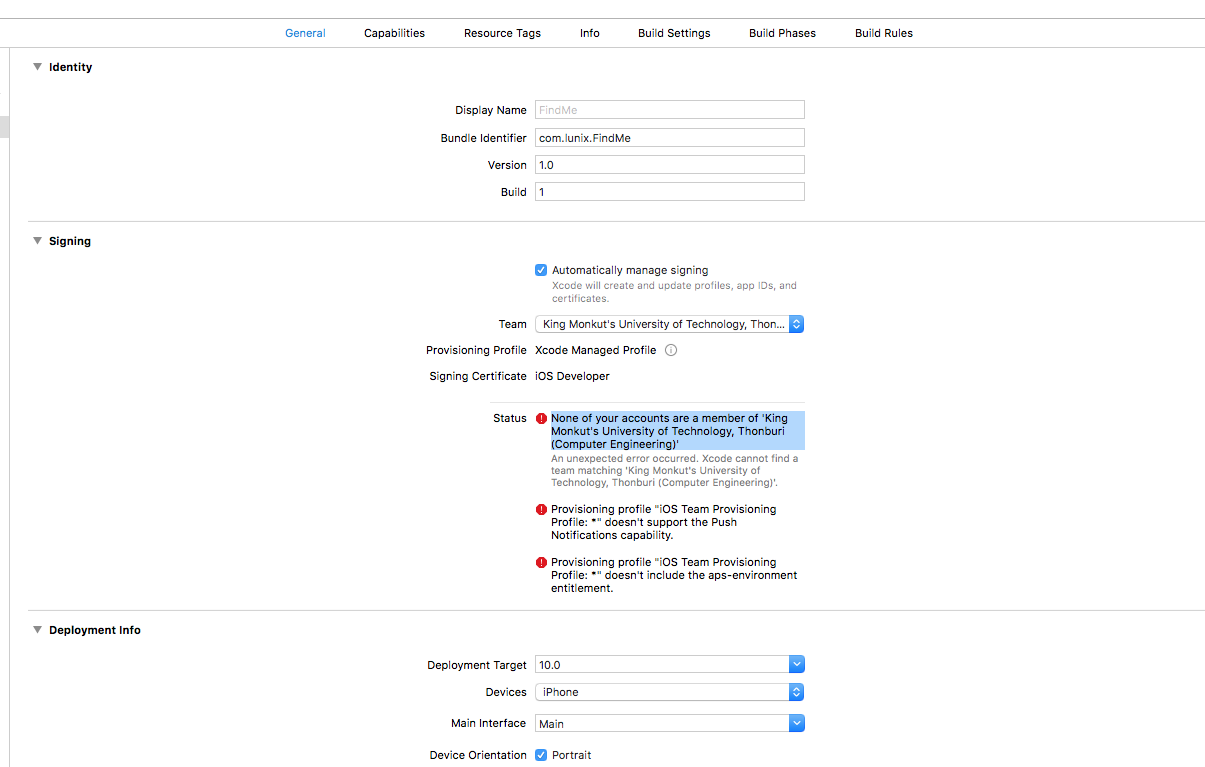 General Capabilities Resource Tags Info Build Settings Build Phases Build Rules
Identity
Display Name FindMe
Bundle Identifier com.lunix.FindMe
Version 1.0
Build 1
Signing
Automatically manage signing
Xcode will create and update profiles, app IDs, and
certificates.
Team King Monkut's University of Technology, Thon...
Provisioning Profile Xcode Managed Profile
Signing Certificate iOS Developer
Status None of your accounts are a member of 'King
Monkut's University of Technology, Thonburi
(Computer Engineering)'
An unexpected error occurred. Xcode cannot find a
team matching 'King Monkut's University of
Technology, Thonburi (Computer Engineering)'.
Provisioning profile "iOS Team Provisioning
Profile: *" doesn't support the Push
Notifications capability.
Provisioning profile "iOS Team Provisioning
Profile: *" doesn't include the aps-environment
entitlement.
Deployment Info
Deployment Target 10.0
Devices iPhone
Main Interface Main
Device Orientation Portrait